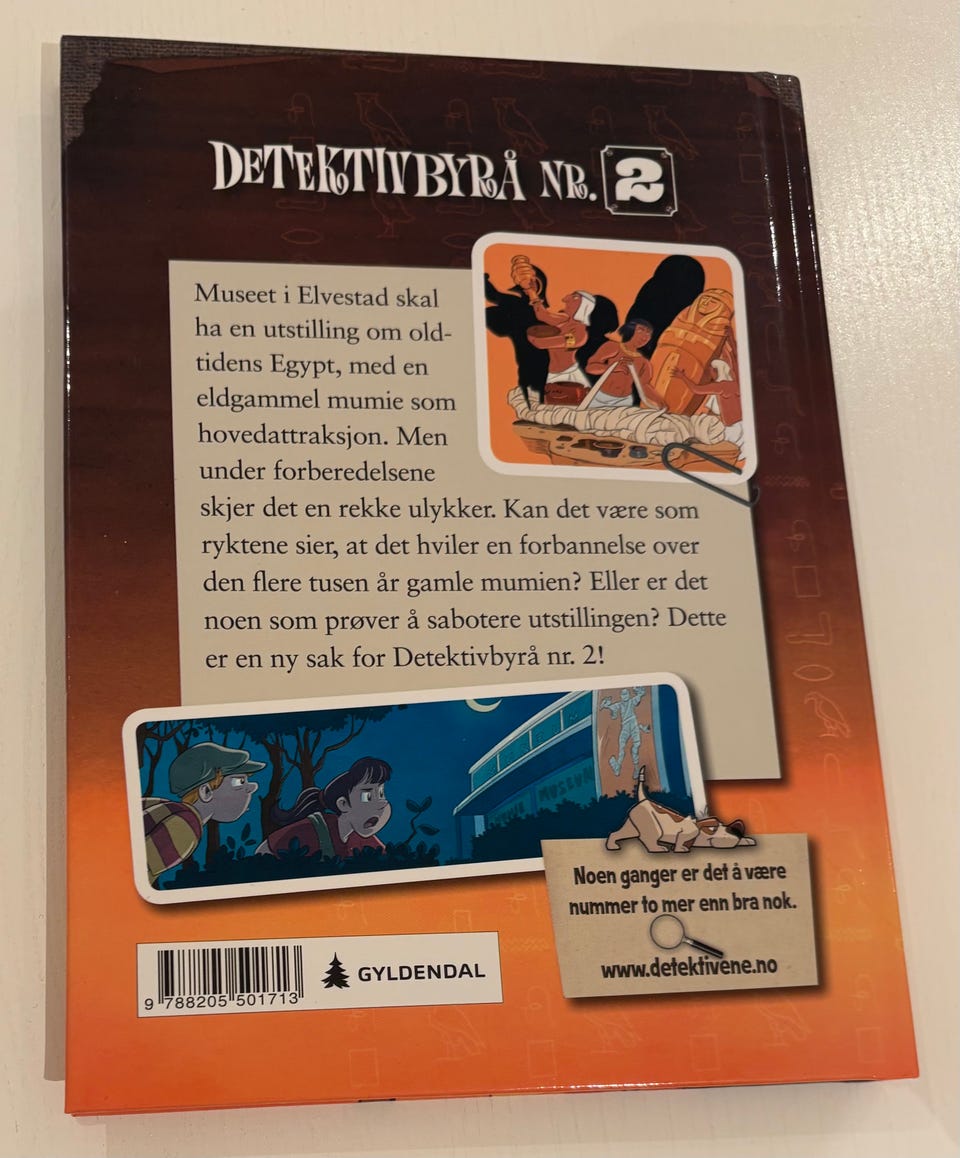 DETEKTIVBYRÅ NR. 2
Museet i Elvestad skal
ha en utstilling om old-
tidens Egypt, med en
eldgammel mumie som
hovedattraksjon. Men
under forberedelsene
skjer det en rekke ulykker. Kan det være som
ryktene sier, at det hviler en forbannelse over
den flere tusen år gamle mumien? Eller er det
noen som prøver å sabotere utstillingen? Dette
er en ny sak for Detektivbyrå nr. 2!
MUSEUM
Noen ganger er det å være
nummer to mer enn bra nok.
www.detektivene.no
9 788205 501713
GYLDENDAL